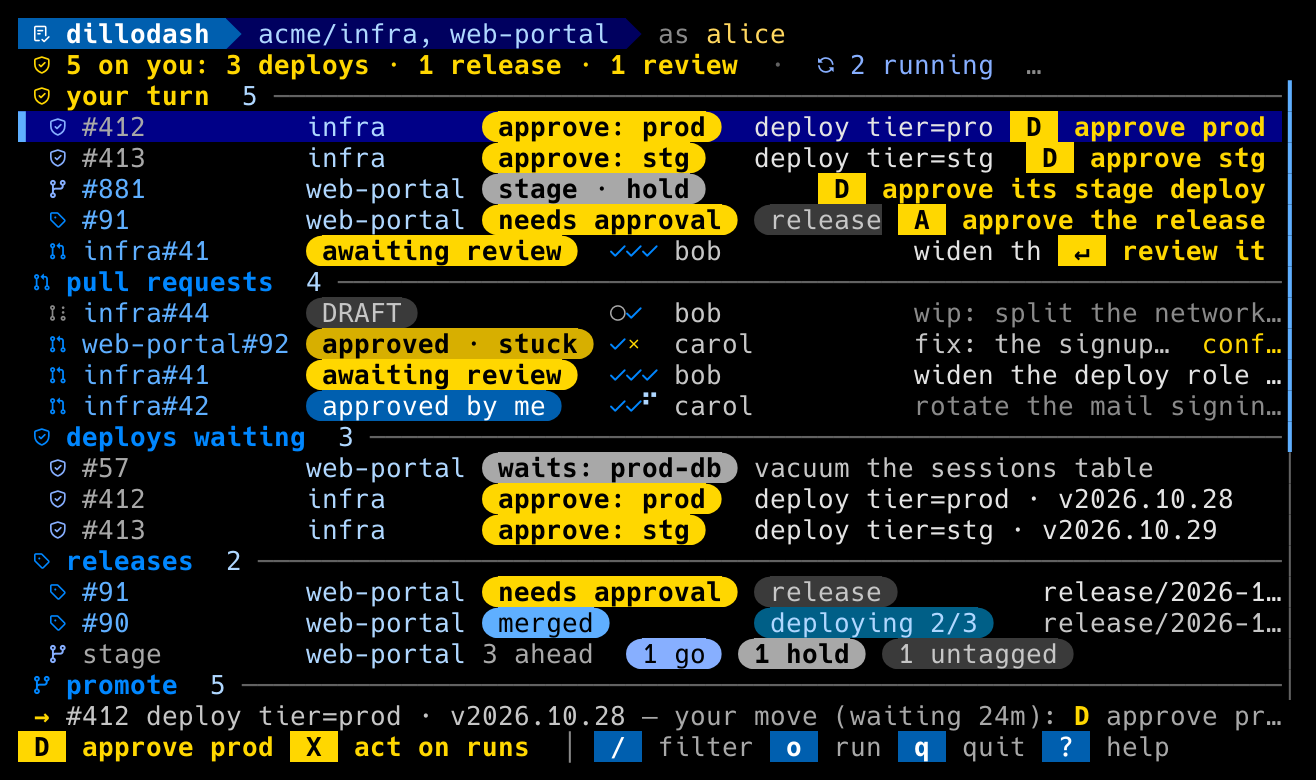 dillodash acme/infra, web-portal as alice
5 on you: 3 deploys · 1 release · 1 review · 2 running …
your turn 5
#412 infra approve: prod deploy tier=pro D approve prod
#413 infra approve: stg deploy tier=stg D approve stg
#881 web-portal stage · hold D approve its stage deploy
#91 web-portal needs approval release A approve the release
infra#41 awaiting review ✓✓✓ bob widen th ↵ review it
pull requests 4
infra#44 DRAFT ○✓ bob wip: split the network…
web-portal#92 approved · stuck ✓× carol fix: the signup… conf…
infra#41 awaiting review ✓✓✓ bob widen the deploy role …
infra#42 approved by me ✓✓ carol rotate the mail signin…
deploys waiting 3
#57 web-portal waits: prod-db vacuum the sessions table
#412 infra approve: prod deploy tier=prod · v2026.10.28
#413 infra approve: stg deploy tier=stg · v2026.10.29
releases 2
#91 web-portal needs approval release release/2026-1…
#90 web-portal merged deploying 2/3 release/2026-1…
stage web-portal 3 ahead 1 go 1 hold 1 untagged
promote 5
→ #412 deploy tier=prod · v2026.10.28 — your move (waiting 24m): D approve pr…
D approve prod X act on runs │ / filter o run q quit ? help